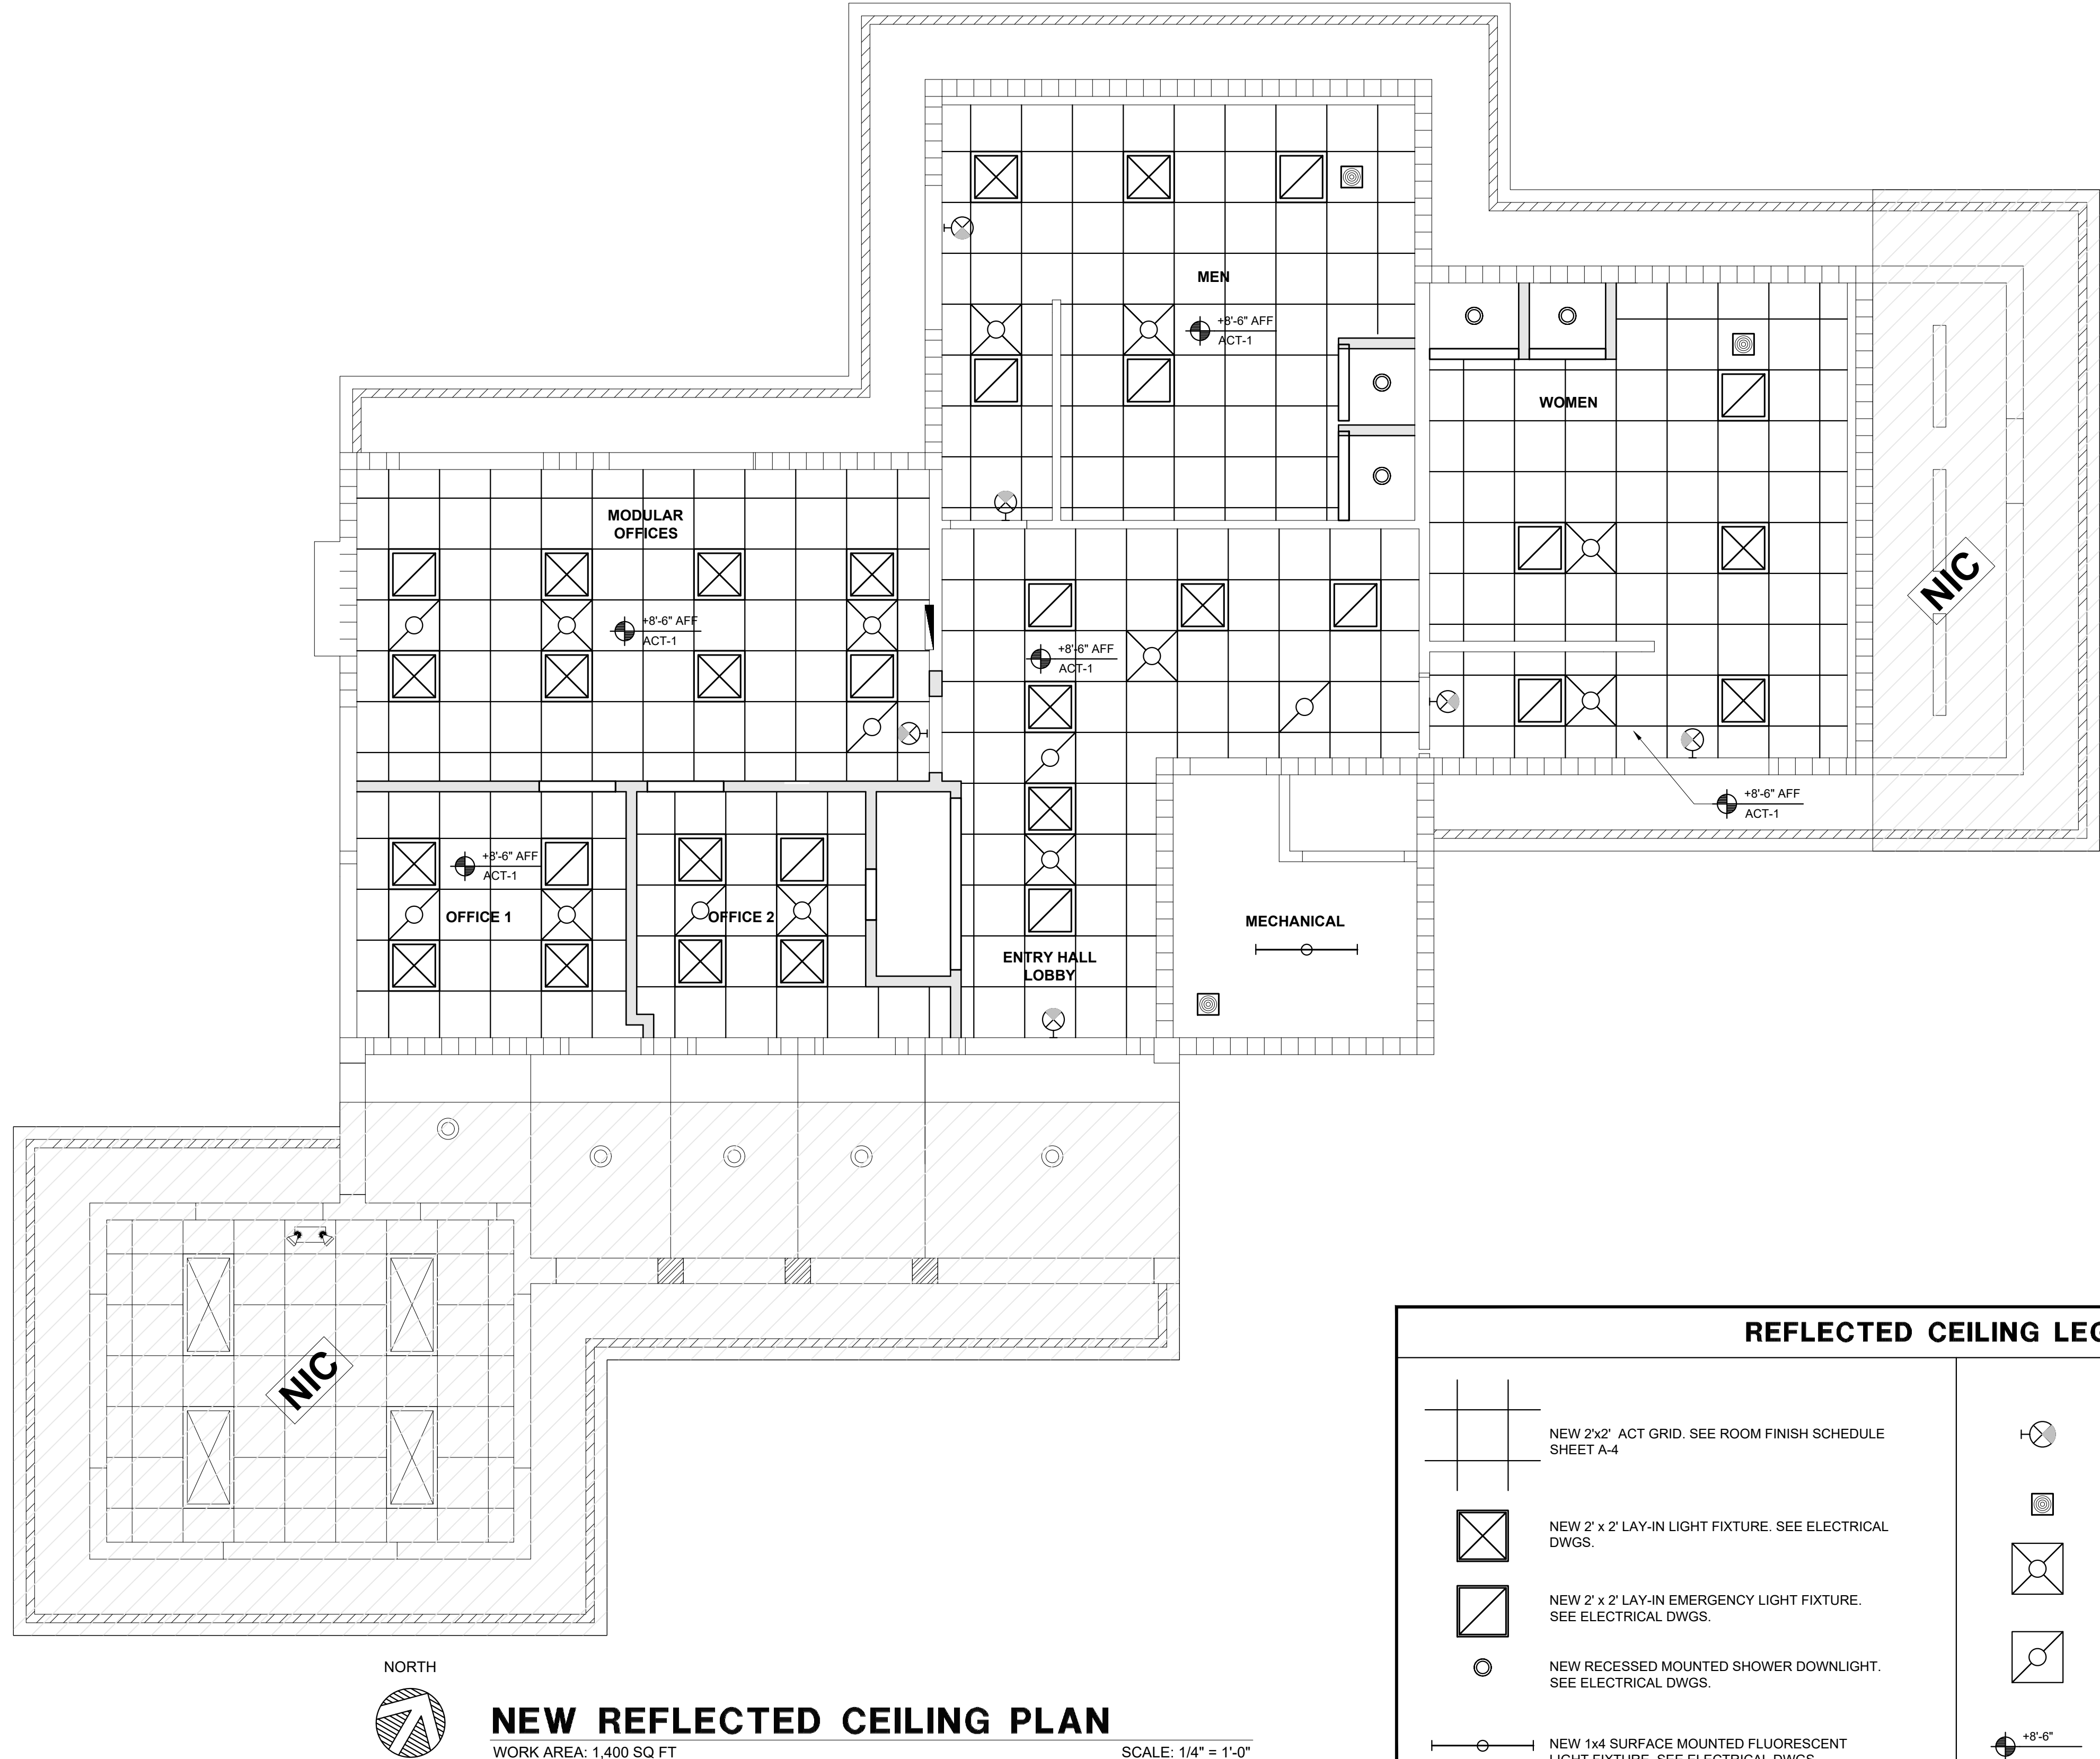 MEN
+8'-6" AFF
ACT-1
WOMEN
MODULAR
OFFICES
+8'-6" AFF
ACT-1
+8'-6" AFF
ACT-1
NIC
+8'-6" AFF
ACT-1
+8'-6" AFF
ACT-1
OFFICE 1
OFFICE 2
MECHANICAL
ENTRY HALL
LOBBY
NIC
REFLECTED CEILING LEG
NEW 2'x2' ACT GRID. SEE ROOM FINISH SCHEDULE
SHEET A-4
NEW 2' x 2' LAY-IN LIGHT FIXTURE. SEE ELECTRICAL
DWGS.
NEW 2' x 2' LAY-IN EMERGENCY LIGHT FIXTURE.
SEE ELECTRICAL DWGS.
NEW RECESSED MOUNTED SHOWER DOWNLIGHT.
SEE ELECTRICAL DWGS.
NEW 1x4 SURFACE MOUNTED FLUORESCENT
LIGHT FIXTURE. SEE ELECTRICAL DWGS.
+8'-6"
NORTH
NEW REFLECTED CEILING PLAN
WORK AREA: 1,400 SQ FT
SCALE: 1/4" = 1'-0"